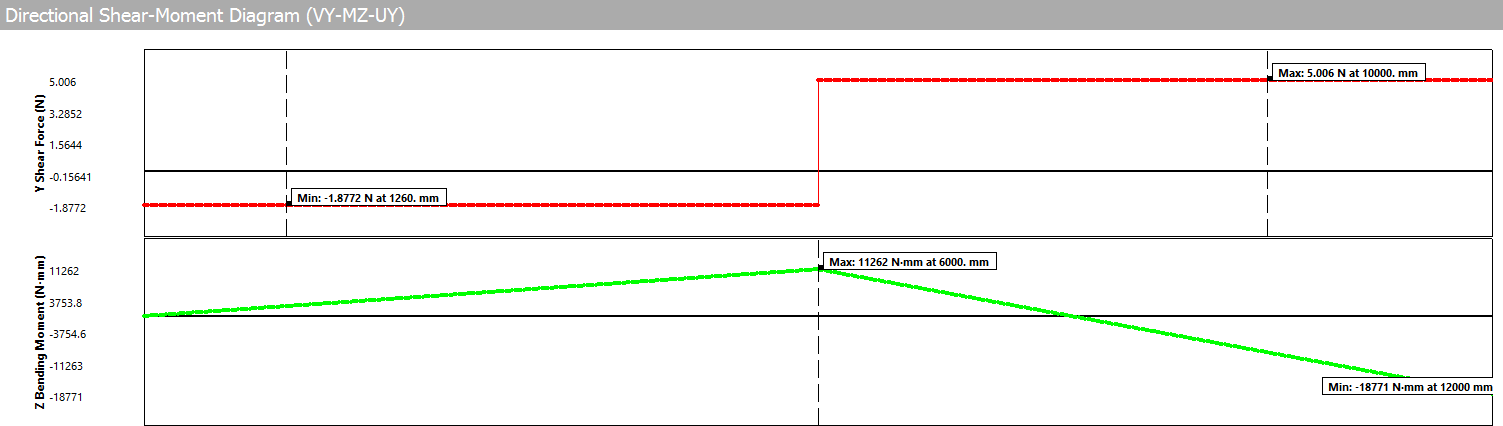 Directional Shear-Moment Diagram (VY-MZ-UY)
Y Shear Force (N)
5.006
3.2852
1.5644
-0.15641
-1.8772
Max: 5.006 N at 10000. mm
Min: -1.8772 N at 1260. mm
Z Bending Moment (N·mm)
11262
3753.8
-3754.6
-11263
-18771
Max: 11262 N·mm at 6000. mm
Min: -18771 N·mm at 12000 mm